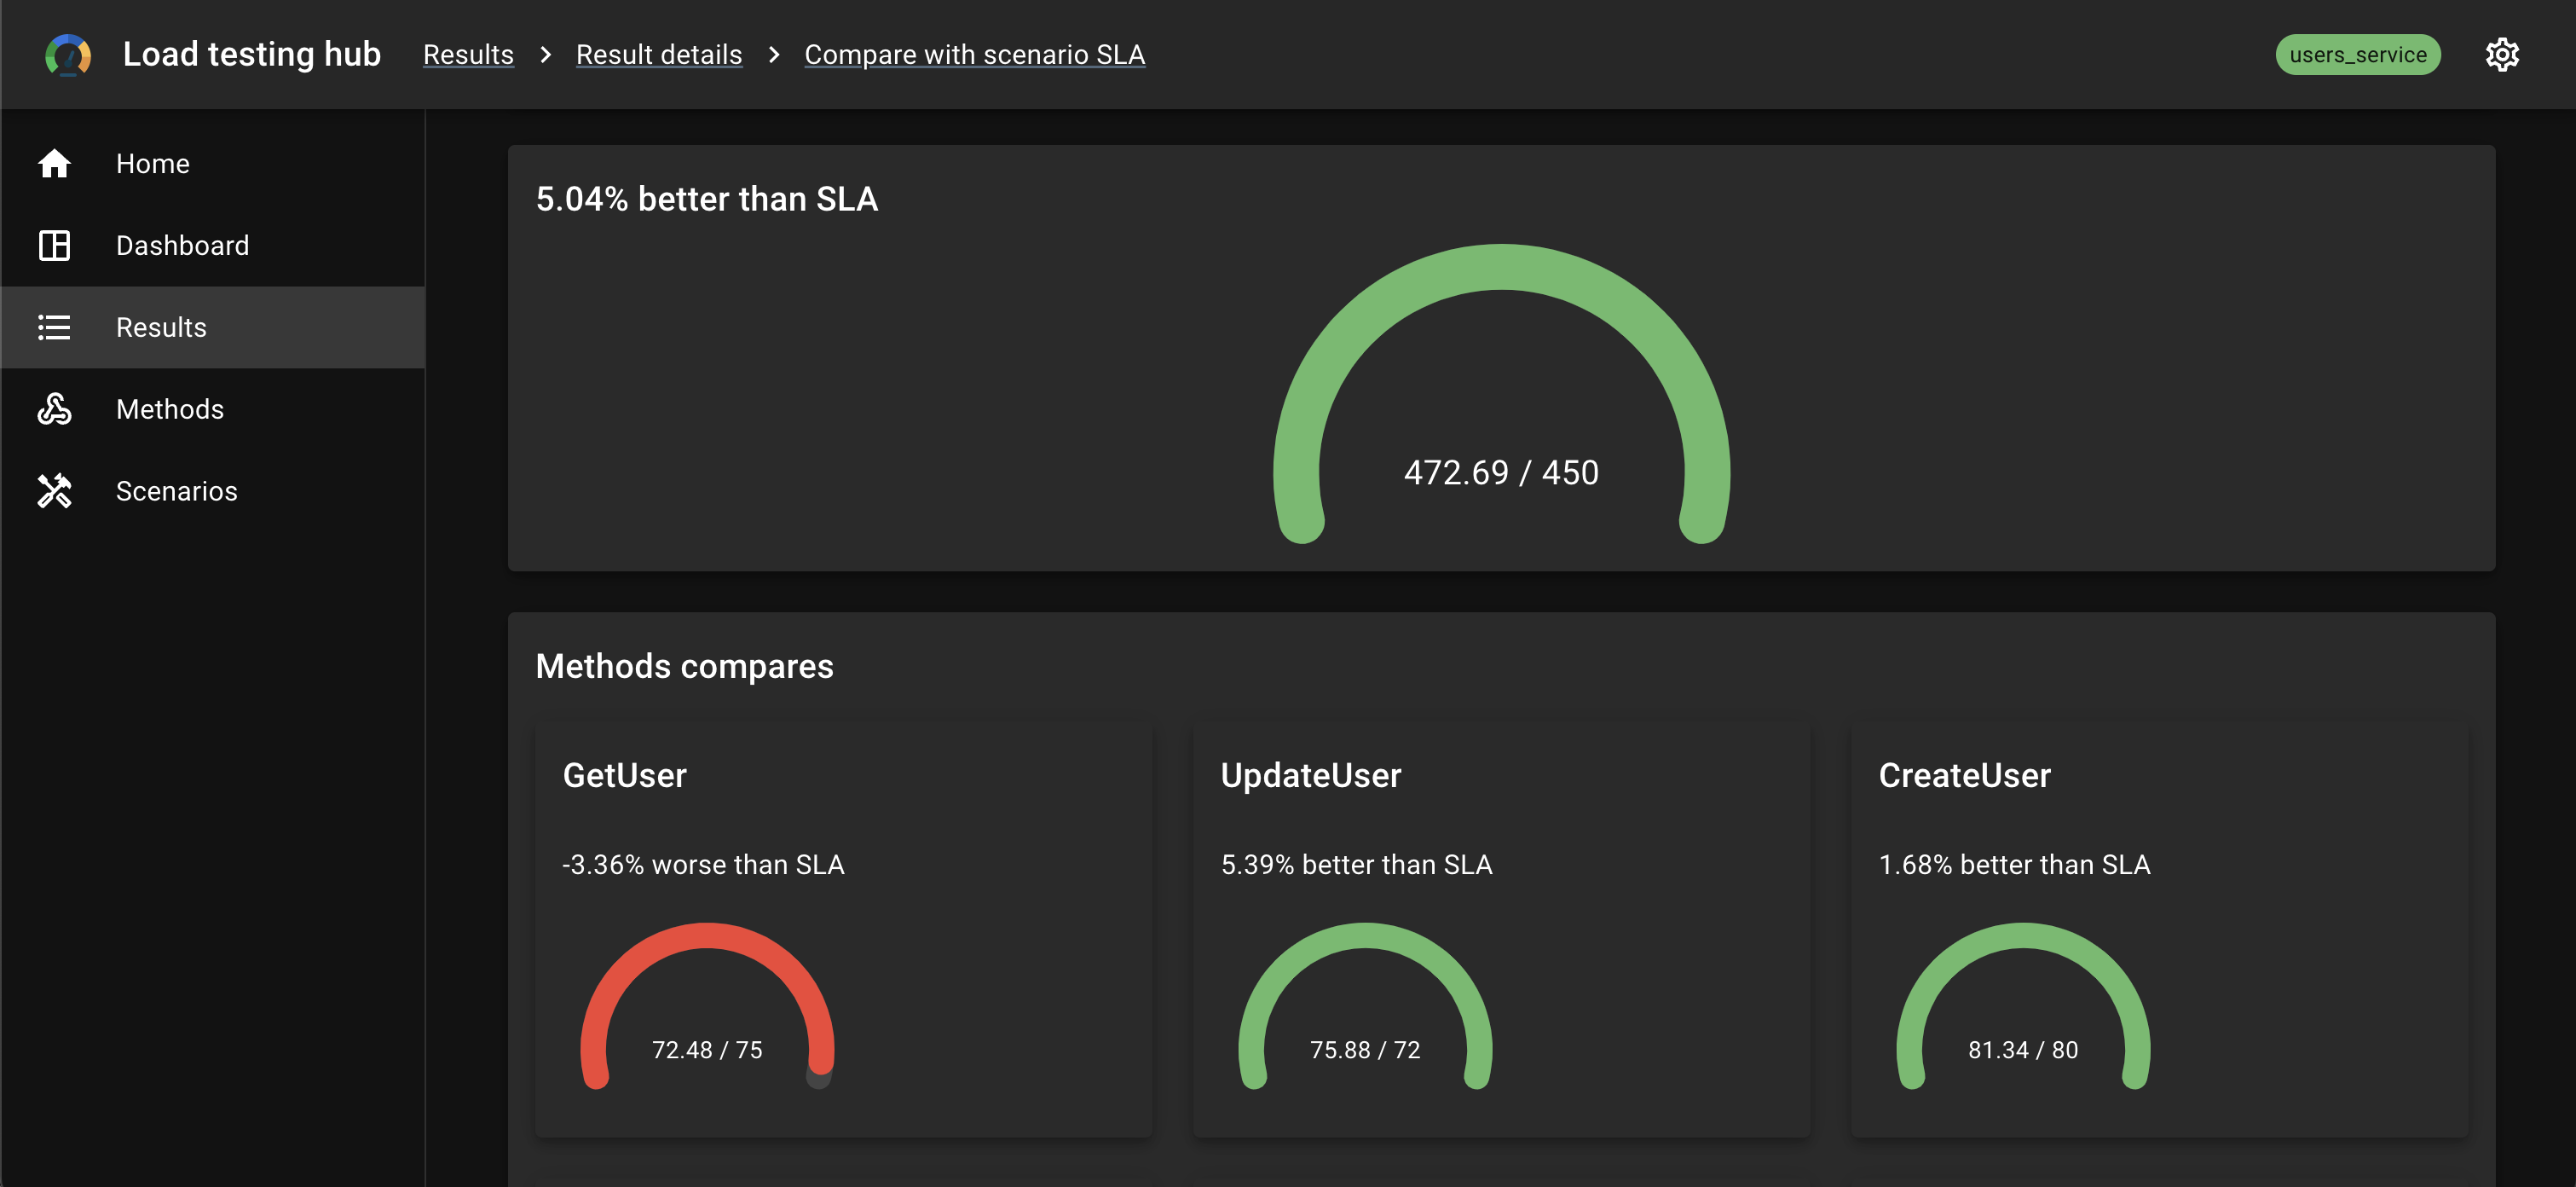 Load testing hub
Results > Result details > Compare with scenario SLA
users_service
Home
Dashboard
Results
Methods
Scenarios
5.04% better than SLA
472.69 / 450
Methods compares
GetUser
-3.36% worse than SLA
72.48 / 75
UpdateUser
5.39% better than SLA
75.88 / 72
CreateUser
1.68% better than SLA
81.34 / 80